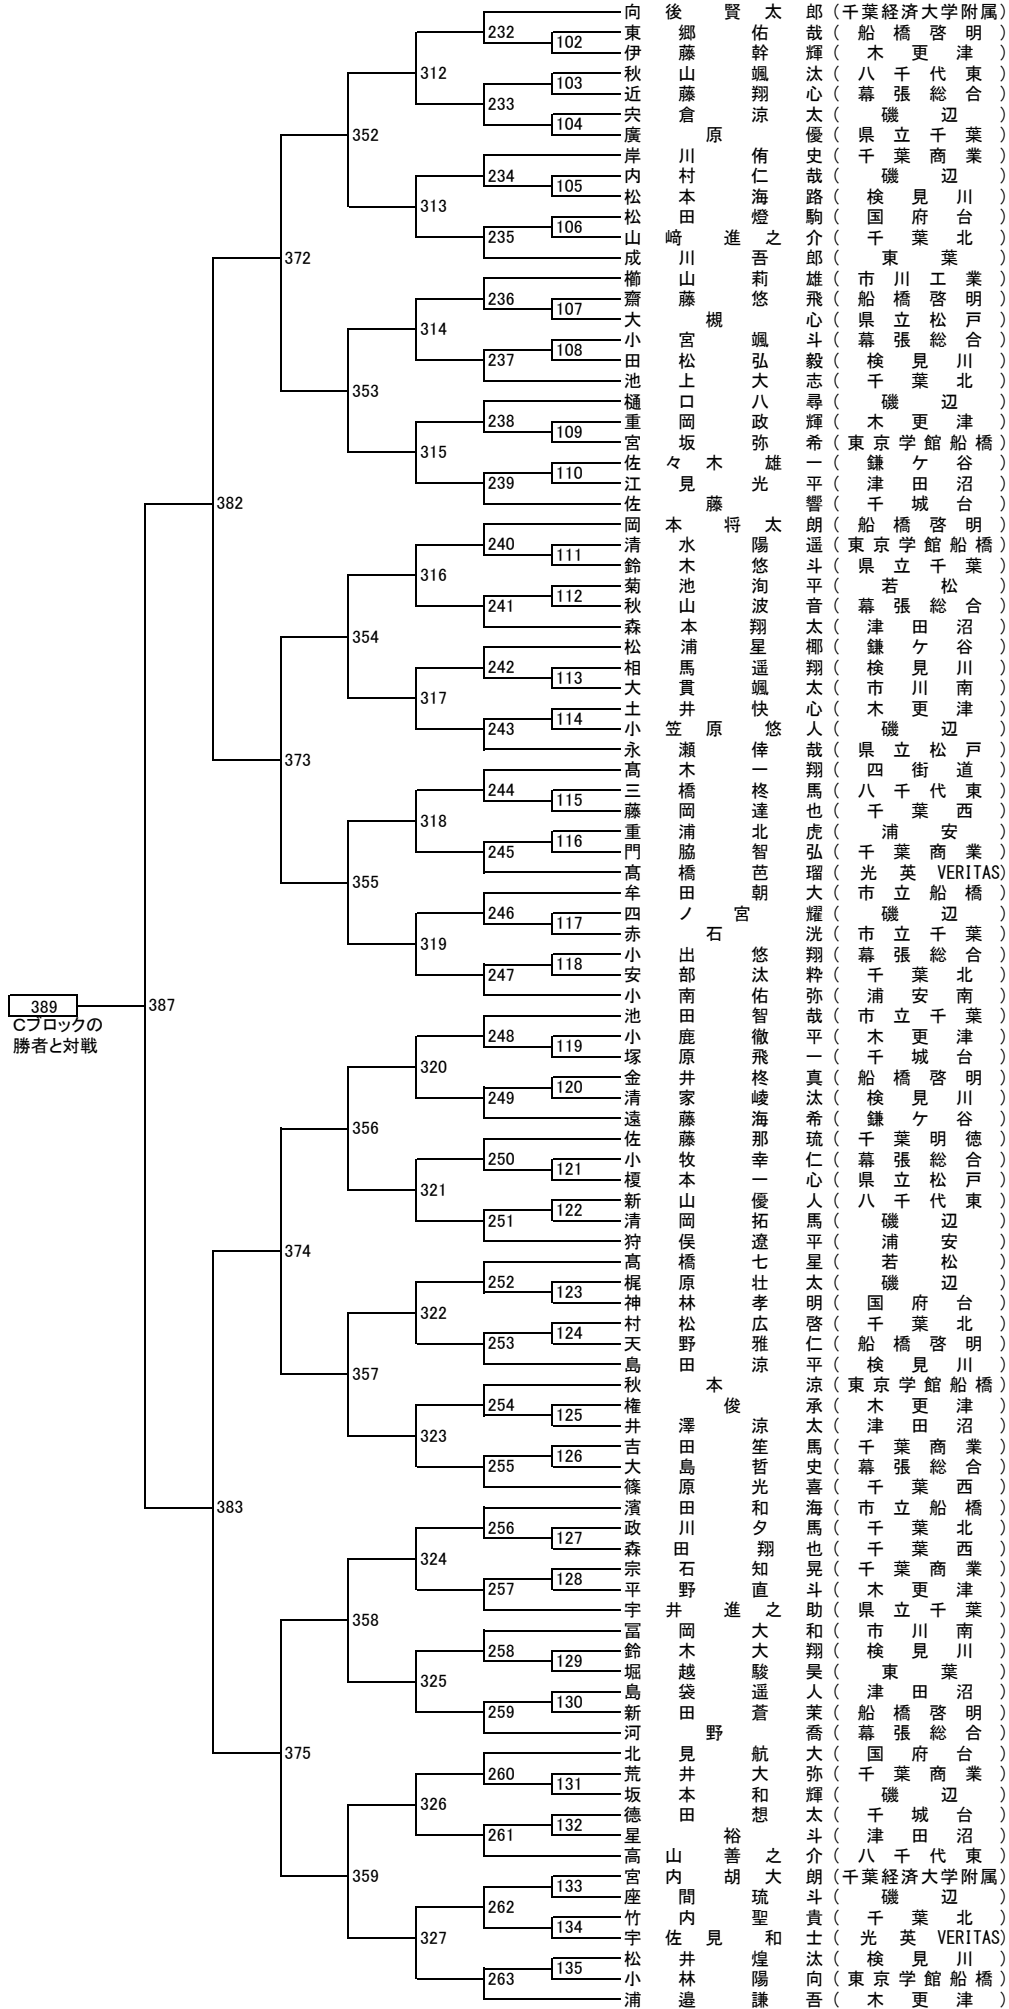 向後賢太郎(千葉経済大学附属)
232
東郷佑哉(船橋啓明)
102
伊藤幹輝(木更津)
312
秋山颯汰(八千代東)
103
近藤翔心(幕張総合)
233
宍倉涼太(磯辺)
104
廣原優(県立千葉)
352
岸川侑史(千葉商業)
234
内村仁哉(磯辺)
105
松本海路(検見川)
313
松田燈駒(国府台)
106
山﨑進之介(千葉北)
235
成川吾郎(東葉)
372
曛山莉雄(市川工業)
236
齋藤悠飛(船橋啓明)
107
大槻心(県立松戸)
314
小宮颯斗(幕張総合)
108
田松弘毅(検見川)
237
池上大志(千葉北)
353
樋口八尋(磯辺)
238
重岡政輝(木更津)
109
宮坂弥希(東京学館船橋)
315
佐々木雄一(鎌ケ谷)
110
江見光平(津田沼)
239
佐藤響(千城台)
382
岡本将太朗(船橋啓明)
240
清水陽遥(東京学館船橋)
111
鈴木悠斗(県立千葉)
316
菊池洵平(若松)
112
秋山波音(幕張総合)
241
森本翔太(津田沼)
354
松浦星椰(鎌ケ谷)
242
相馬遥翔(検見川)
113
大貫颯太(市川南)
317
土井快心(木更津)
114
小笠原悠人(磯辺)
243
永瀬倖哉(県立松戸)
373
髙木一翔(四街道)
244
三橋柊馬(八千代東)
115
藤岡達也(千葉西)
318
重浦北虎(浦安)
116
門脇智弘(千葉商業)
245
髙橋芭瑠(光英VERITAS)
355
牟田朝大(市立船橋)
246
四ノ宮耀(磯辺)
117
赤石洸(市立千葉)
319
小出悠翔(幕張総合)
118
安部汰粋(千葉北)
247
小南佑弥(浦安南)
389
387
Cブロックの
勝者と対戦
池田智哉(市立千葉)
248
小鹿徹平(木更津)
119
塚原飛一(千城台)
320
金井柊真(船橋啓明)
120
清家崚汰(検見川)
249
遠藤海希(鎌ケ谷)
356
佐藤那琉(千葉明徳)
250
小牧幸仁(幕張総合)
121
榎本一心(県立松戸)
321
新山優人(八千代東)
122
清岡拓馬(磯辺)
251
狩俣遼平(浦安)
374
髙橋七星(若松)
252
梶原壮太(磯辺)
123
神林孝明(国府台)
322
村松広啓(千葉北)
124
天野雅仁(船橋啓明)
253
島田涼平(検見川)
357
秋本涼(東京学館船橋)
254
権俊承(木更津)
125
井澤涼太(津田沼)
323
吉田笙馬(千葉商業)
126
大島哲史(幕張総合)
255
篠原光喜(千葉西)
383
濱田和海(市立船橋)
256
政川夕馬(千葉北)
127
森田翔也(千葉西)
324
宗石知晃(千葉商業)
128
平野直斗(木更津)
257
宇井進之助(県立千葉)
358
冨岡大和(市川南)
258
鈴木大翔(検見川)
129
堀越駿昊(東葉)
325
島袋遥人(津田沼)
130
新田蒼茉(船橋啓明)
259
河野喬(幕張総合)
375
北見航大(国府台)
260
荒井大弥(千葉商業)
131
坂本和輝(磯辺)
326
德田想太(千城台)
132
星裕斗(津田沼)
261
高山善之介(八千代東)
359
宮内胡大朗(千葉経済大学附属)
133
座間琉斗(磯辺)
262
竹内聖貴(千葉北)
134
宇佐見和士(光英VERITAS)
327
松井煌汰(検見川)
135
小林陽向(東京学館船橋)
263
浦邉謙吾(木更津)